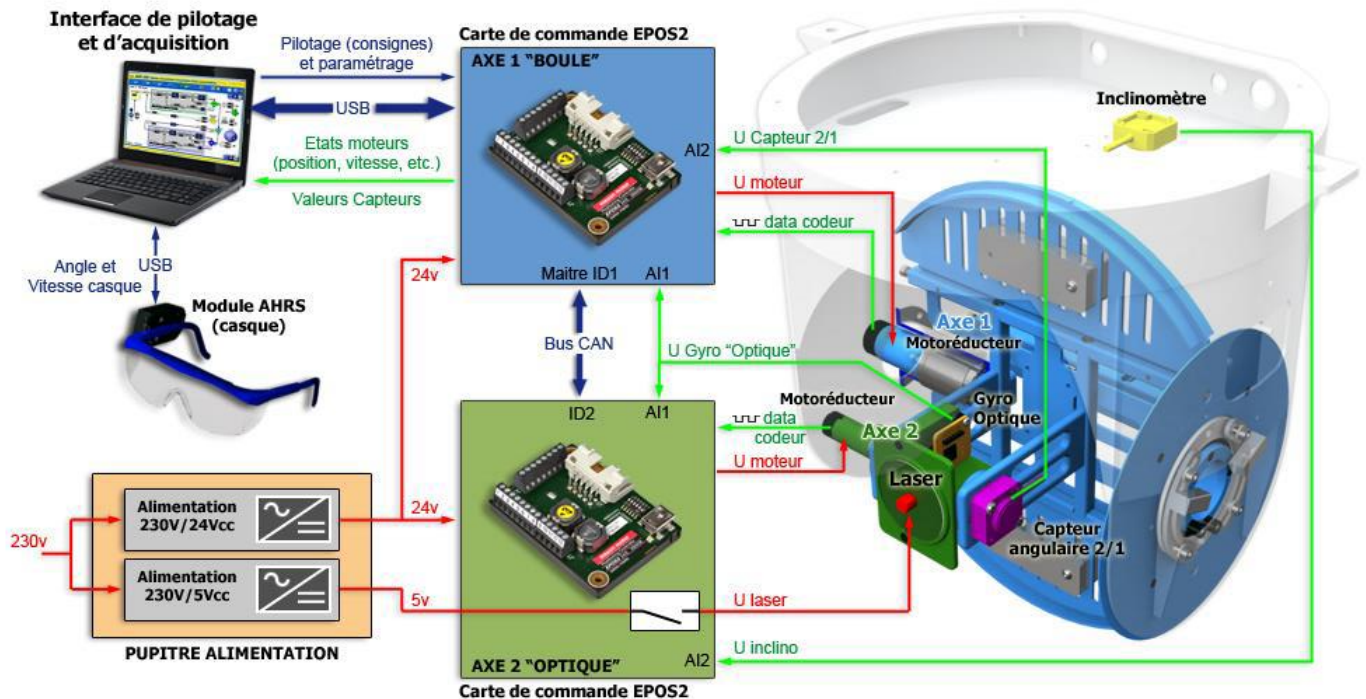 Interface de pilotage
et d'acquisition
Pilotage (consignes)
et paramétrage
USB
Etats moteurs
(position, vitesse, etc.)
Valeurs Capteurs
Angle et
Vitesse casque
USB
Module AHRS
(casque)
Carte de commande EPOS2
AXE 1 "BOULE"
AI2
Maitre ID1
AI1
24v
Bus CAN
U Capteur 2/1
U moteur
data codeur
U Gyro "Optique"
Inclinomètre
Axe 1
Motoréducteur
Motoréducteur
Axe 2
Gyro
Optique
Laser
Capteur
angulaire 2/1
ID2
AI1
data
codeur
U moteur
230v
Alimentation
230V/24Vcc
24v
Alimentation
230V/5Vcc
5v
PUPITRE ALIMENTATION
U laser
AI2
U inclino
AXE 2 "OPTIQUE"
Carte de commande EPOS2